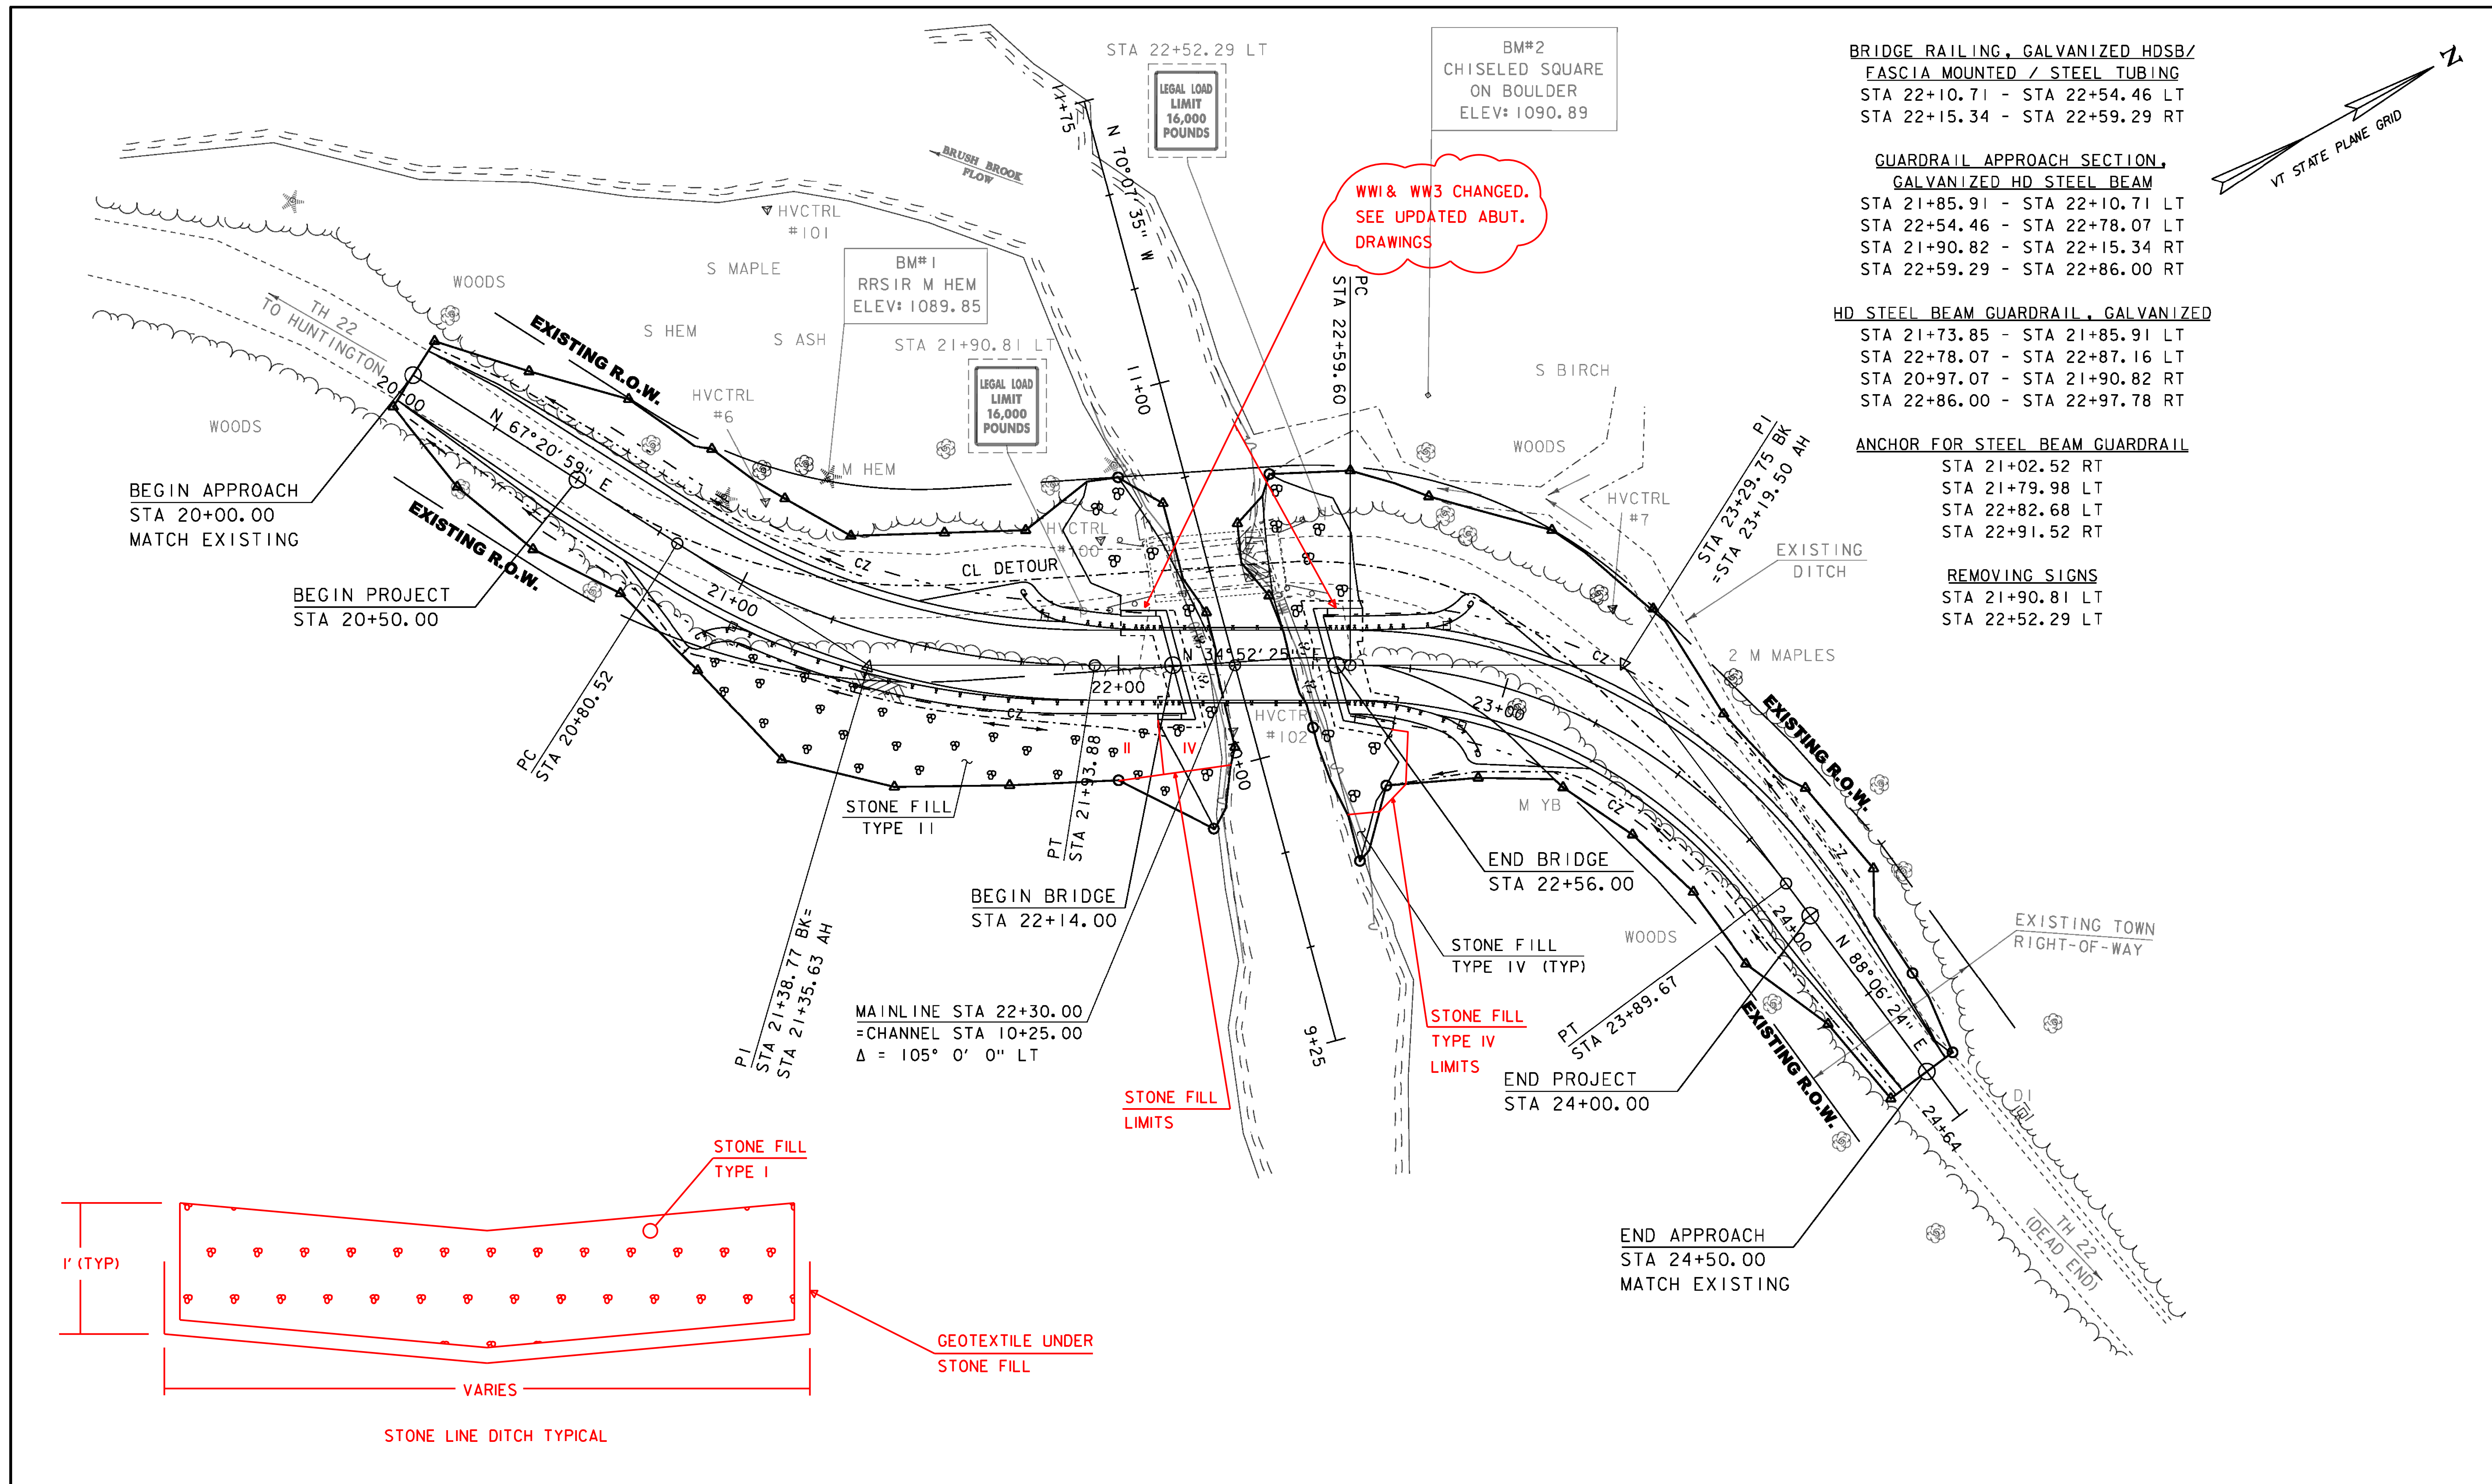 STA 22+52.29 LT
LEGAL LOAD
LIMIT
16,000
POUNDS
BM#2
CHISELED SQUARE
ON BOULDER
ELEV: 1090.89
BRIDGE RAILING, GALVANIZED HDSB/
FASCIA MOUNTED / STEEL TUBING
STA 22+10.71 - STA 22+54.46 LT
STA 22+15.34 - STA 22+59.29 RT
GUARDRAIL APPROACH SECTION,
GALVANIZED HD STEEL BEAM
STA 21+85.91 - STA 22+10.71 LT
STA 22+54.46 - STA 22+78.07 LT
STA 21+90.82 - STA 22+15.34 RT
STA 22+59.29 - STA 22+86.00 RT
HD STEEL BEAM GUARDRAIL, GALVANIZED
STA 21+73.85 - STA 21+85.91 LT
STA 22+78.07 - STA 22+87.16 LT
STA 20+97.07 - STA 21+90.82 RT
STA 22+86.00 - STA 22+97.78 RT
ANCHOR FOR STEEL BEAM GUARDRAIL
STA 21+02.52 RT
STA 21+79.98 LT
STA 22+82.68 LT
STA 22+91.52 RT
REMOVING SIGNS
STA 21+90.81 LT
STA 22+52.29 LT
N
VT STATE PLANE GRID
11+75
N 70°07'35" W
BRUSH BROOK
FLOW
WW1 & WW3 CHANGED.
SEE UPDATED ABUT.
DRAWINGS
HVCTRL
#101
S MAPLE
BM#1
RRSIR M HEM
ELEV: 1089.85
WOODS
TH 22
TO HUNTINGTON
EXISTING R.O.W.
S HEM
S ASH
STA 21+90.81 LT
LEGAL LOAD
LIMIT
16,000
POUNDS
11+00
PC
STA 22+59.60
S BIRCH
HVCTRL
#6
M HEM
WOODS
20+00
N 67°20'59" E
WOODS
PI
STA 23+29.75 BK
=STA 23+19.50 AH
HVCTRL
#7
EXISTING
DITCH
BEGIN APPROACH
STA 20+00.00
MATCH EXISTING
EXISTING R.O.W.
HVCTRL
#100
CZ
CL DETOUR
BEGIN PROJECT
STA 20+50.00
21+00
CZ
N 34°52'25" E
CZ
2 M MAPLES
22+00
CZ
23+00
HVCTRL
#102
EXISTING R.O.W.
PC
STA 20+80.52
II
IV
10+00
STONE FILL
TYPE II
PT
STA 21+93.88
M YB
CZ
CZ
BEGIN BRIDGE
STA 22+14.00
END BRIDGE
STA 22+56.00
PI
STA 21+38.77 BK=
STA 21+35.63 AH
24+00
N 88°06'24" E
EXISTING TOWN
RIGHT-OF-WAY
WOODS
STONE FILL
TYPE IV (TYP)
MAINLINE STA 22+30.00
=CHANNEL STA 10+25.00
Δ = 105° 0' 0" LT
9+25
STONE FILL
TYPE IV
LIMITS
PT
STA 23+89.67
EXISTING R.O.W.
END PROJECT
STA 24+00.00
STONE FILL
LIMITS
DI
24+64
STONE FILL
TYPE I
TH 22
(DEAD END)
END APPROACH
STA 24+50.00
MATCH EXISTING
1' (TYP)
GEOTEXTILE UNDER
STONE FILL
VARIES
STONE LINE DITCH TYPICAL